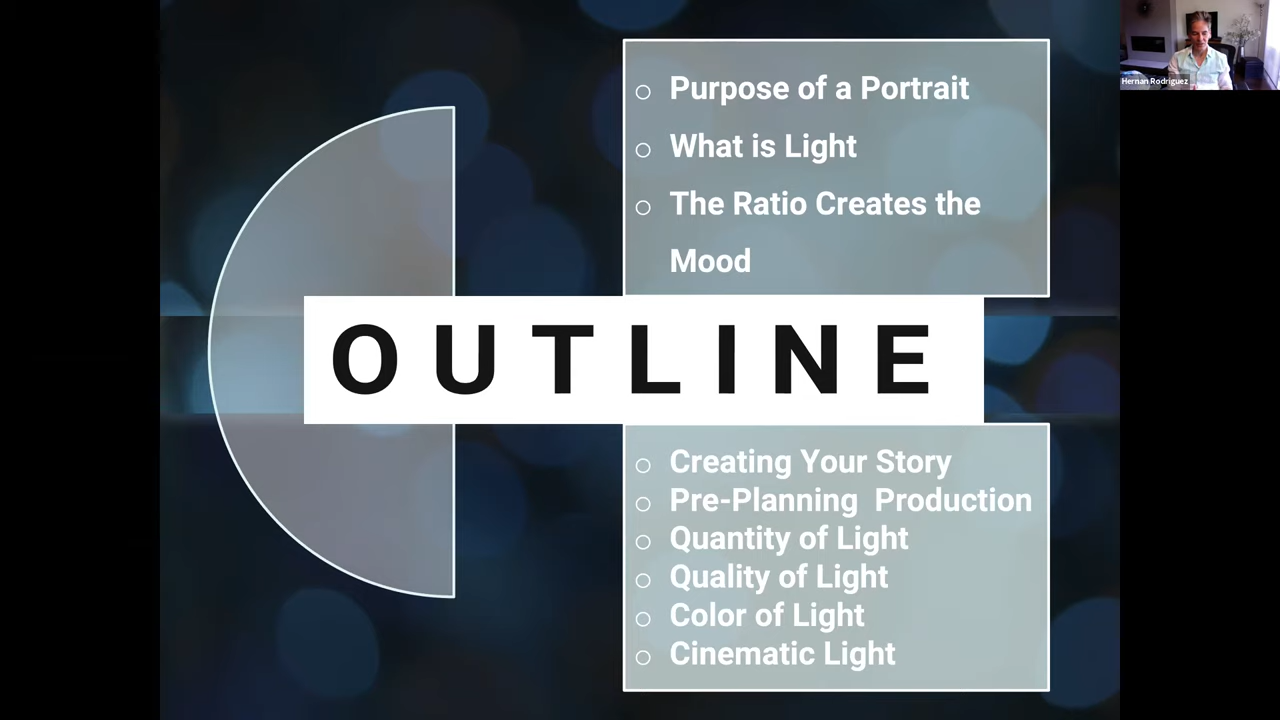 Purpose of a Portrait
What is Light
The Ratio Creates the
Mood
OUTLINE
Creating Your Story
Pre-Planning  Production
Quantity of Light
Quality of Light
Color of Light
Cinematic Light
Hernan Rodriguez